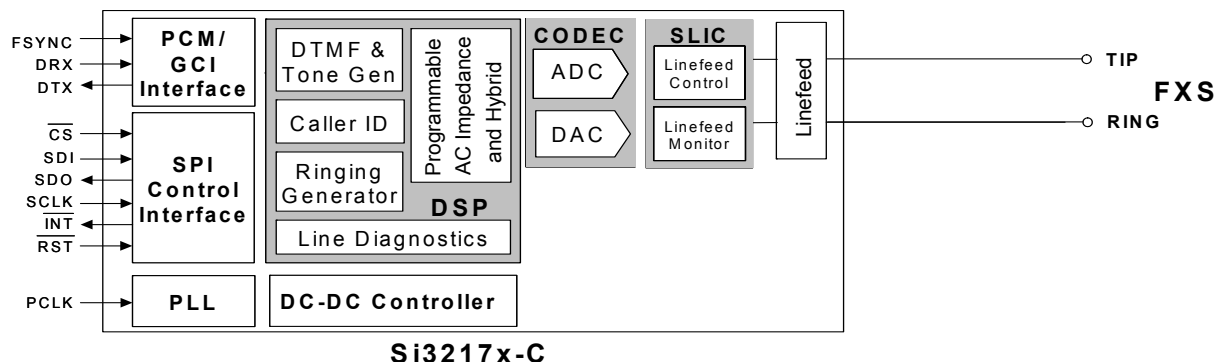 FSYNC
DRX
DTX
CS
SDI
SDO
SCLK
INT
RST
PCLK
PCM/
GCI
Interface
SPI
Control
Interface
PLL
DTMF &
Tone Gen
Caller ID
Ringing
Generator
Programmable
AC Impedance
and Hybrid
DSP
Line Diagnostics
DC-DC Controller
CODEC
ADC
DAC
SLIC
Linefeed
Control
Linefeed
Monitor
Linefeed
TIP
FXS
RING
Si3217x-C